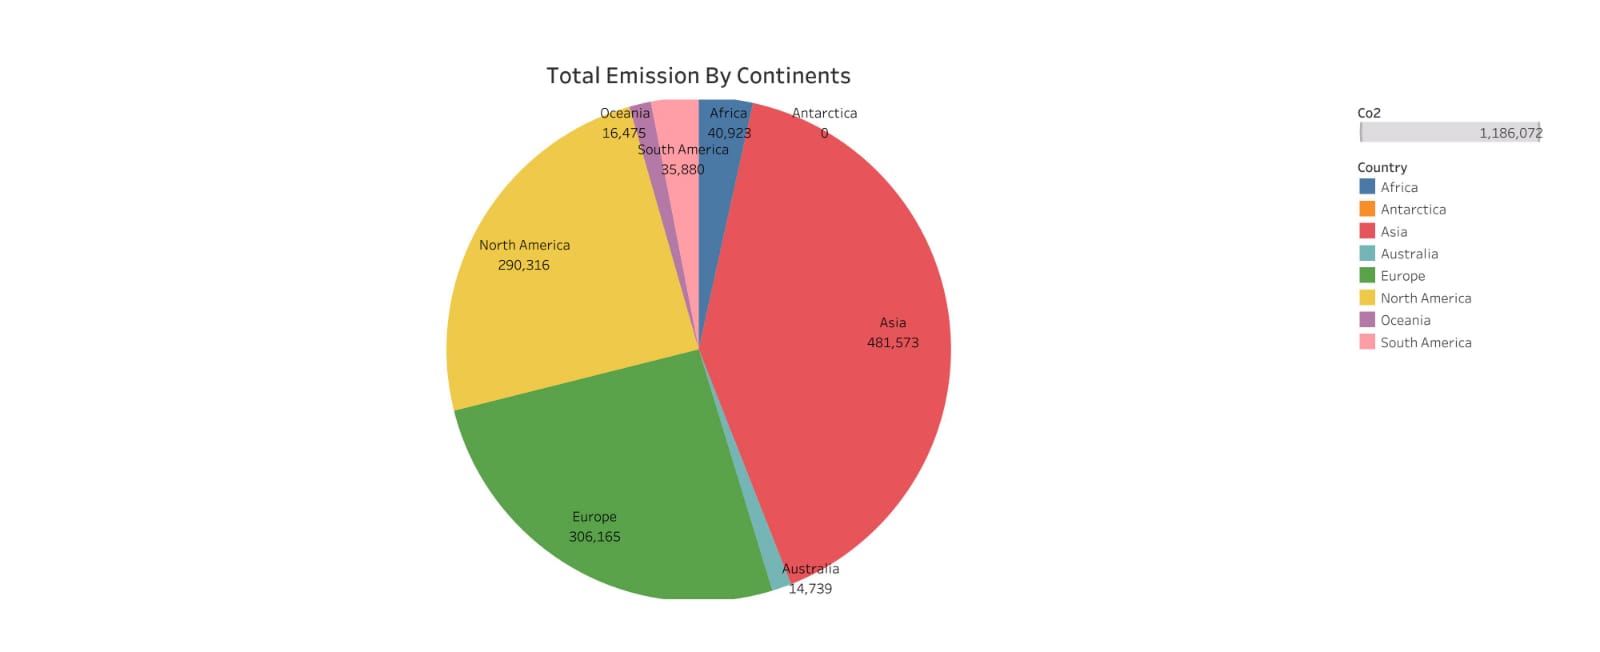 Total Emission By Continents
Oceania
16,475
Africa
40,923
Antarctica
0
South America
35,880
North America
290,316
Asia
481,573
Europe
306,165
Australia
14,739
Co2
1,186,072
Country
Africa
Antarctica
Asia
Australia
Europe
North America
Oceania
South America